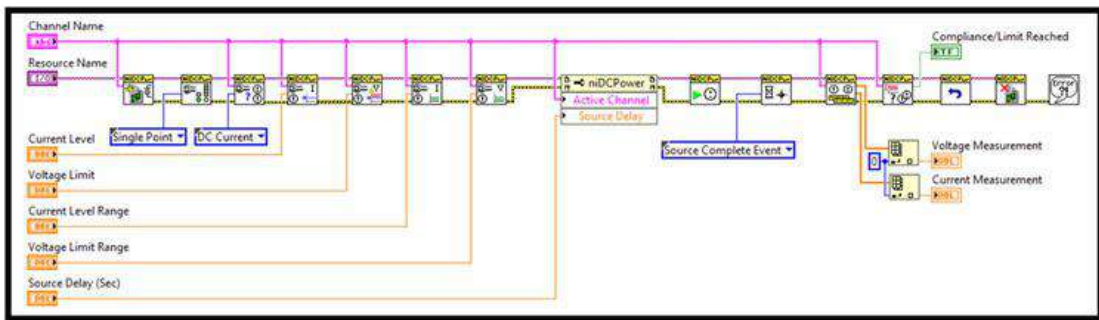 Channel Name
Compliance/Limit Reached
Resource Name
niDCPower
Active Channel
Source Delay
Current Level
Single Point
DC Current
Source Complete Event
Voltage Measurement
Voltage Limit
0
Current Measurement
Current Level Range
Voltage Limit Range
Source Delay (Sec)